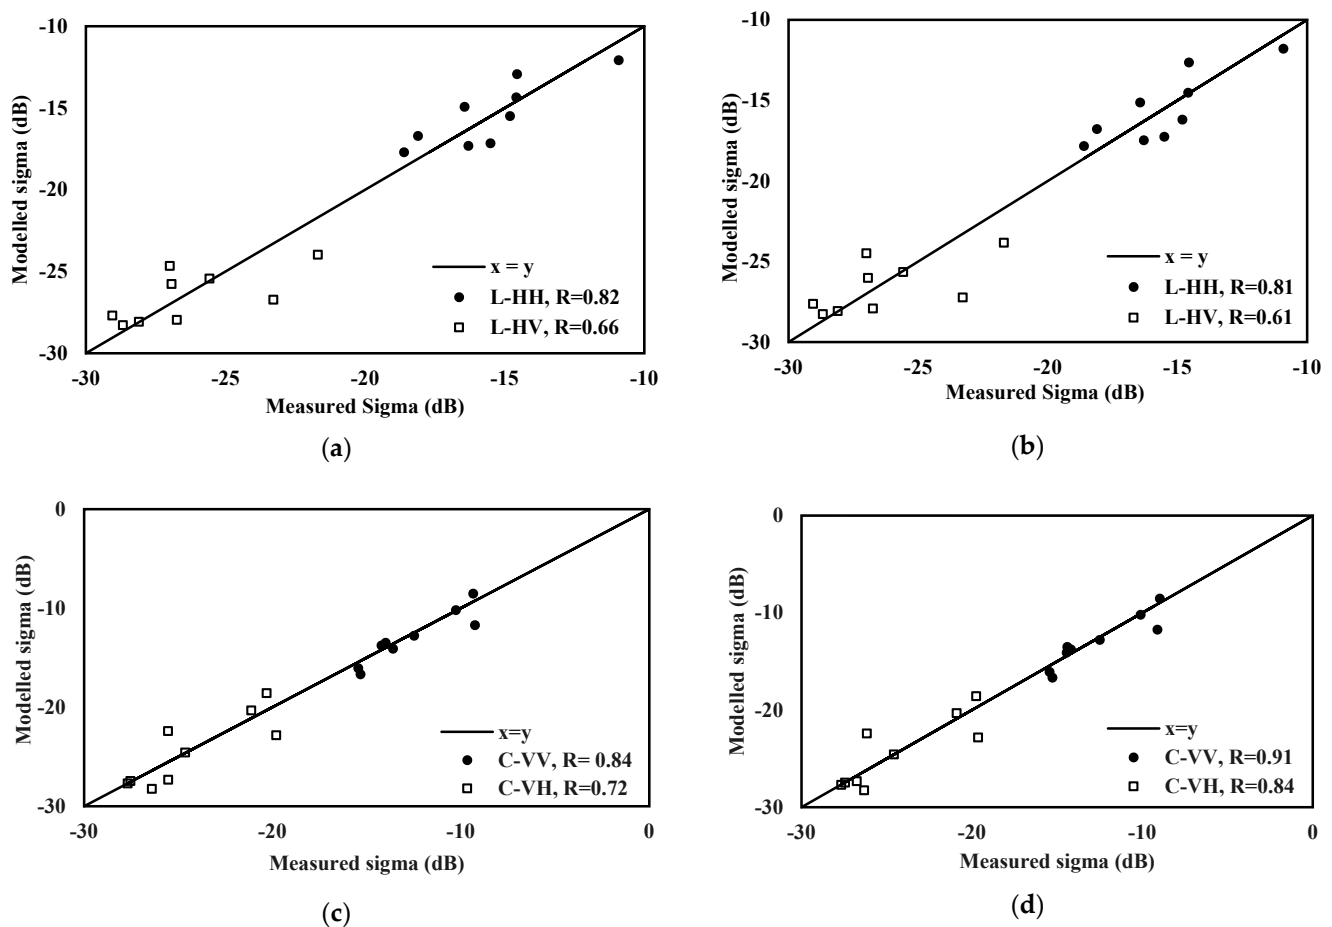 -10
-15
-20
-25
-30
Modelled sigma (dB)
x = y
L-HH, R=0.82
L-HV, R=0.66
-30 -25 -20 -15 -10
Measured Sigma (dB)
(a)
-10
-15
-20
-25
-30
Modelled sigma (dB)
x = y
L-HH, R=0.81
L-HV, R=0.61
-30 -25 -20 -15 -10
Measured Sigma (dB)
(b)
0
-10
-20
-30
Modelled sigma (dB)
x=y
C-VV, R= 0.84
C-VH, R=0.72
-30 -20 -10 0
Measured sigma (dB)
(c)
0
-10
-20
-30
Modelled sigma (dB)
x=y
C-VV, R=0.91
C-VH, R=0.84
-30 -20 -10 0
Measured sigma (dB)
(d)